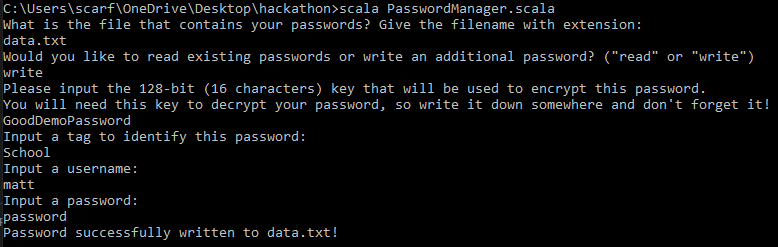 C:\Users\scarf\OneDrive\Desktop\hackathon>scala PasswordManager.scala
What is the file that contains your passwords? Give the filename with extension:
data.txt
Would you like to read existing passwords or write an additional password? ("read" or "write")
write
Please input the 128-bit (16 characters) key that will be used to encrypt this password.
You will need this key to decrypt your password, so write it down somewhere and don't forget it!
GoodDemoPassword
Input a tag to identify this password:
School
Input a username:
matt
Input a password:
password
Password successfully written to data.txt!